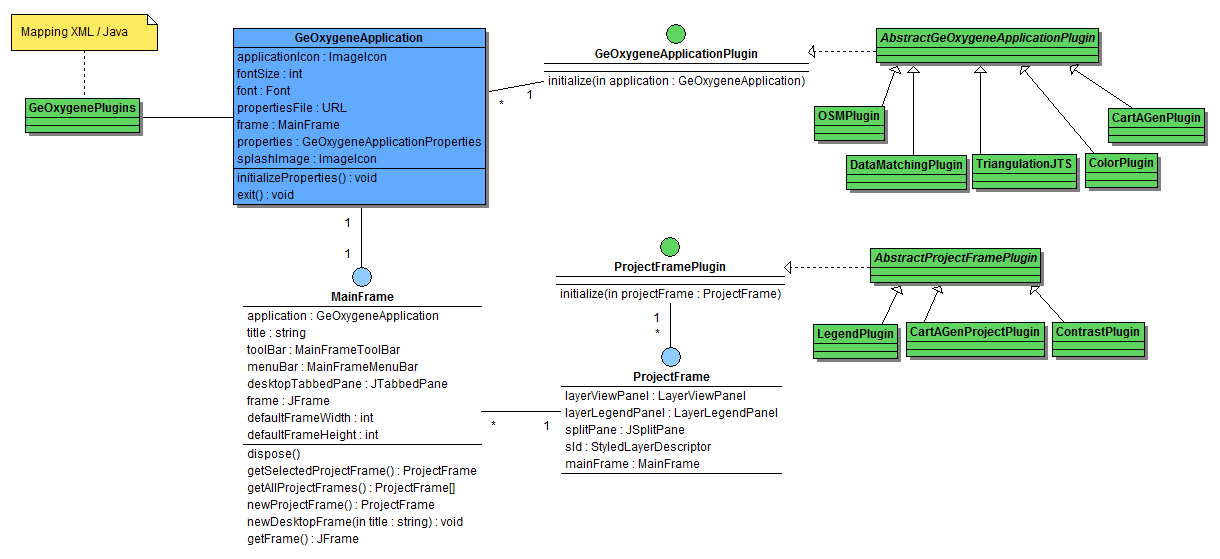 Mapping XML / Java
GeOxygenePlugins
GeOxygeneApplication
applicationIcon : ImageIcon
fontSize : int
font : Font
propertiesFile : URL
frame : MainFrame
properties : GeOxygeneApplicationProperties
splashImage : ImageIcon
initializeProperties() : void
exit() : void
*
1
GeOxygeneApplicationPlugin
initialize(in application : GeOxygeneApplication)
AbstractGeOxygeneApplicationPlugin
OSMPlugin
DataMatchingPlugin
TriangulationJTS
ColorPlugin
CartAGenPlugin
1
1
MainFrame
application : GeOxygeneApplication
title : string
toolBar : MainFrameToolBar
menuBar : MainFrameMenuBar
desktopTabbedPane : JTabbedPane
frame : JFrame
defaultFrameWidth : int
defaultFrameHeight : int
dispose()
getSelectedProjectFrame() : ProjectFrame
getAllProjectFrames() : ProjectFrame[]
newProjectFrame() : ProjectFrame
newDesktopFrame(in title : string) : void
getFrame() : JFrame
*
1
ProjectFramePlugin
initialize(in projectFrame : ProjectFrame)
1
*
ProjectFrame
layerViewPanel : LayerViewPanel
layerLegendPanel : LayerLegendPanel
splitPane : JSplitPane
sld : StyledLayerDescriptor
mainFrame : MainFrame
AbstractProjectFramePlugin
LegendPlugin
CartAGenProjectPlugin
ContrastPlugin